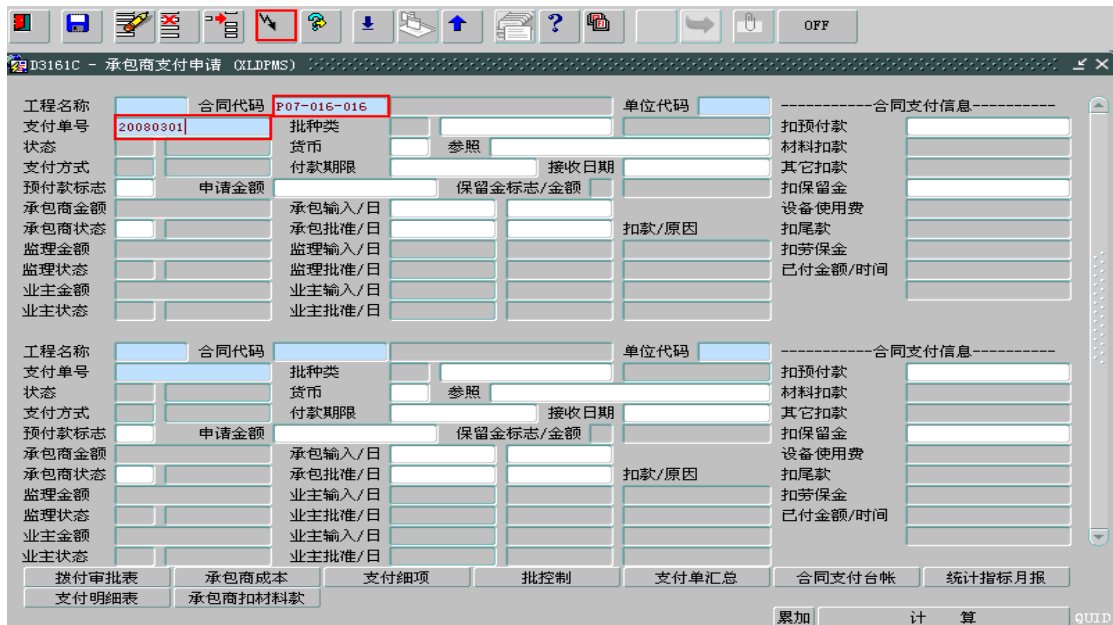 OFF
D3161C - 承包商支付申请 (XLDPMS)
工程名称 合同代码 P07-016-016 单位代码 -----------合同支付信息----------
支付单号 20080301 批种类 扣预付款
状态 货币 参照 材料扣款
支付方式 付款期限 接收日期 其它扣款
预付款标志 申请金额 保留金标志/金额 扣保留金
承包商金额 承包输入/日 设备使用费
承包商状态 承包批准/日 扣款/原因 扣尾款
监理金额 监理输入/日 扣劳保金
监理状态 监理批准/日 已付金额/时间
业主金额 业主输入/日
业主状态 业主批准/日
工程名称 合同代码 单位代码 -----------合同支付信息----------
支付单号 批种类 扣预付款
状态 货币 参照 材料扣款
支付方式 付款期限 接收日期 其它扣款
预付款标志 申请金额 保留金标志/金额 扣保留金
承包商金额 承包输入/日 设备使用费
承包商状态 承包批准/日 扣款/原因 扣尾款
监理金额 业主输入/日 扣劳保金
监理状态 业主批准/日 已付金额/时间
业主金额 业主输入/日
业主状态 业主批准/日
拨付审批表 承包商成本 支付细项 批控制 支付单汇总 合同支付台帐 统计指标月报
支付明细表 承包商扣材料款
累加 计 算 QUID